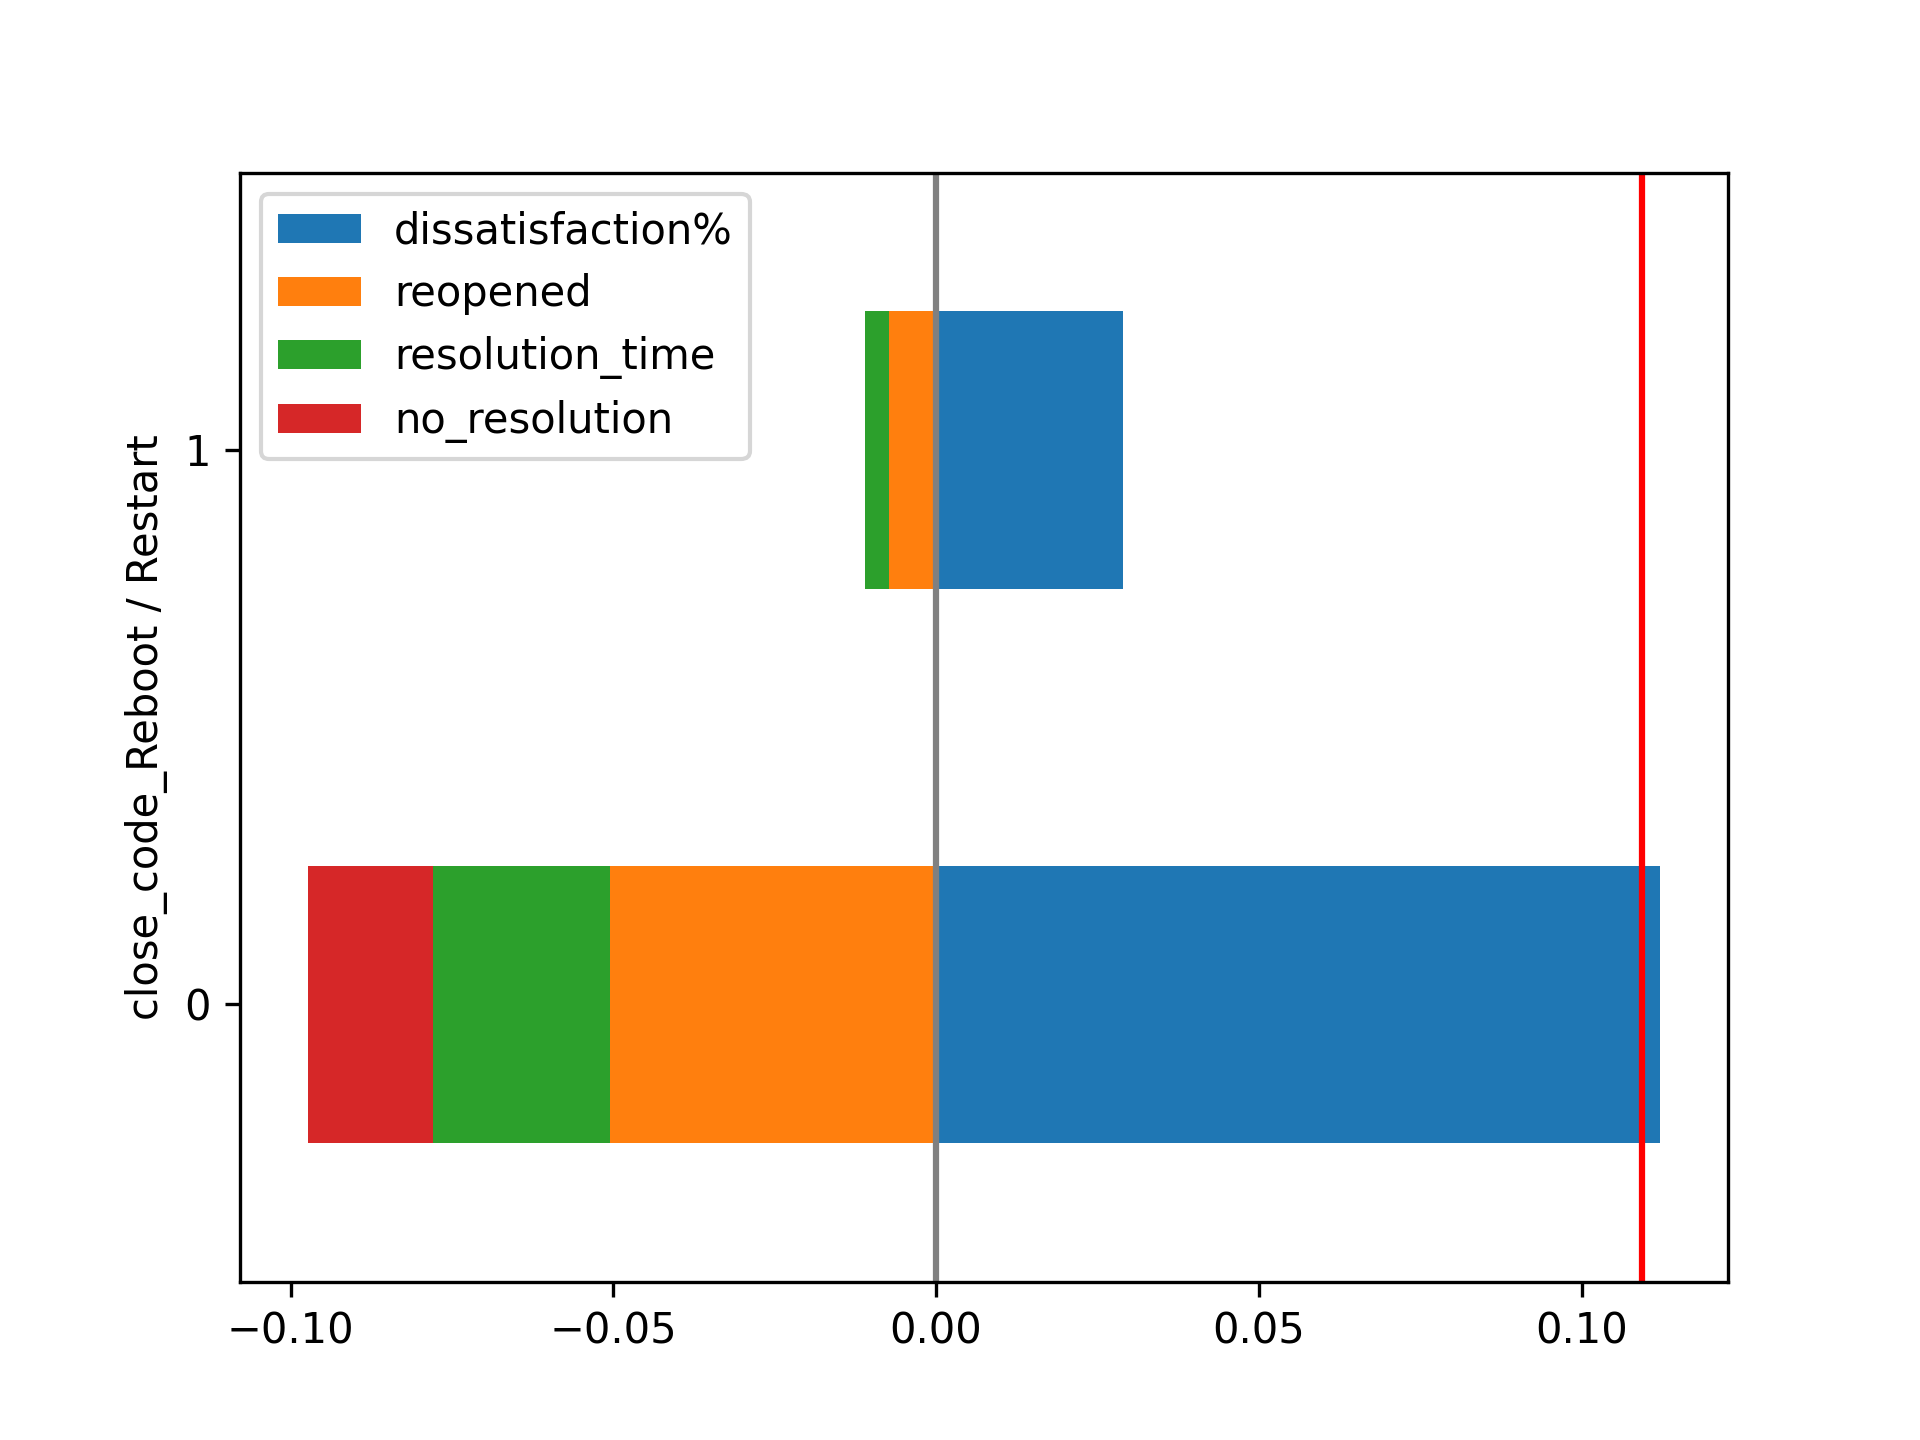 dissatisfaction%
reopened
resolution_time
no_resolution
close_code_Reboot / Restart
1
0
−0.10
−0.05
0.00
0.05
0.10